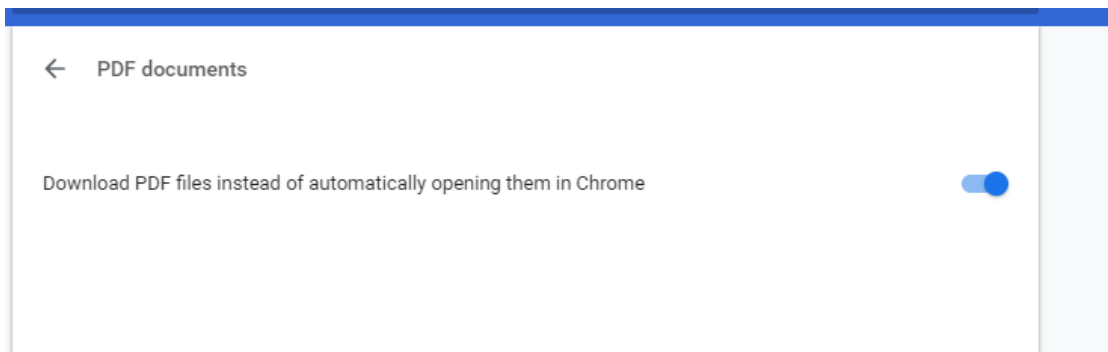 PDF documents
Download PDF files instead of automatically opening them in Chrome